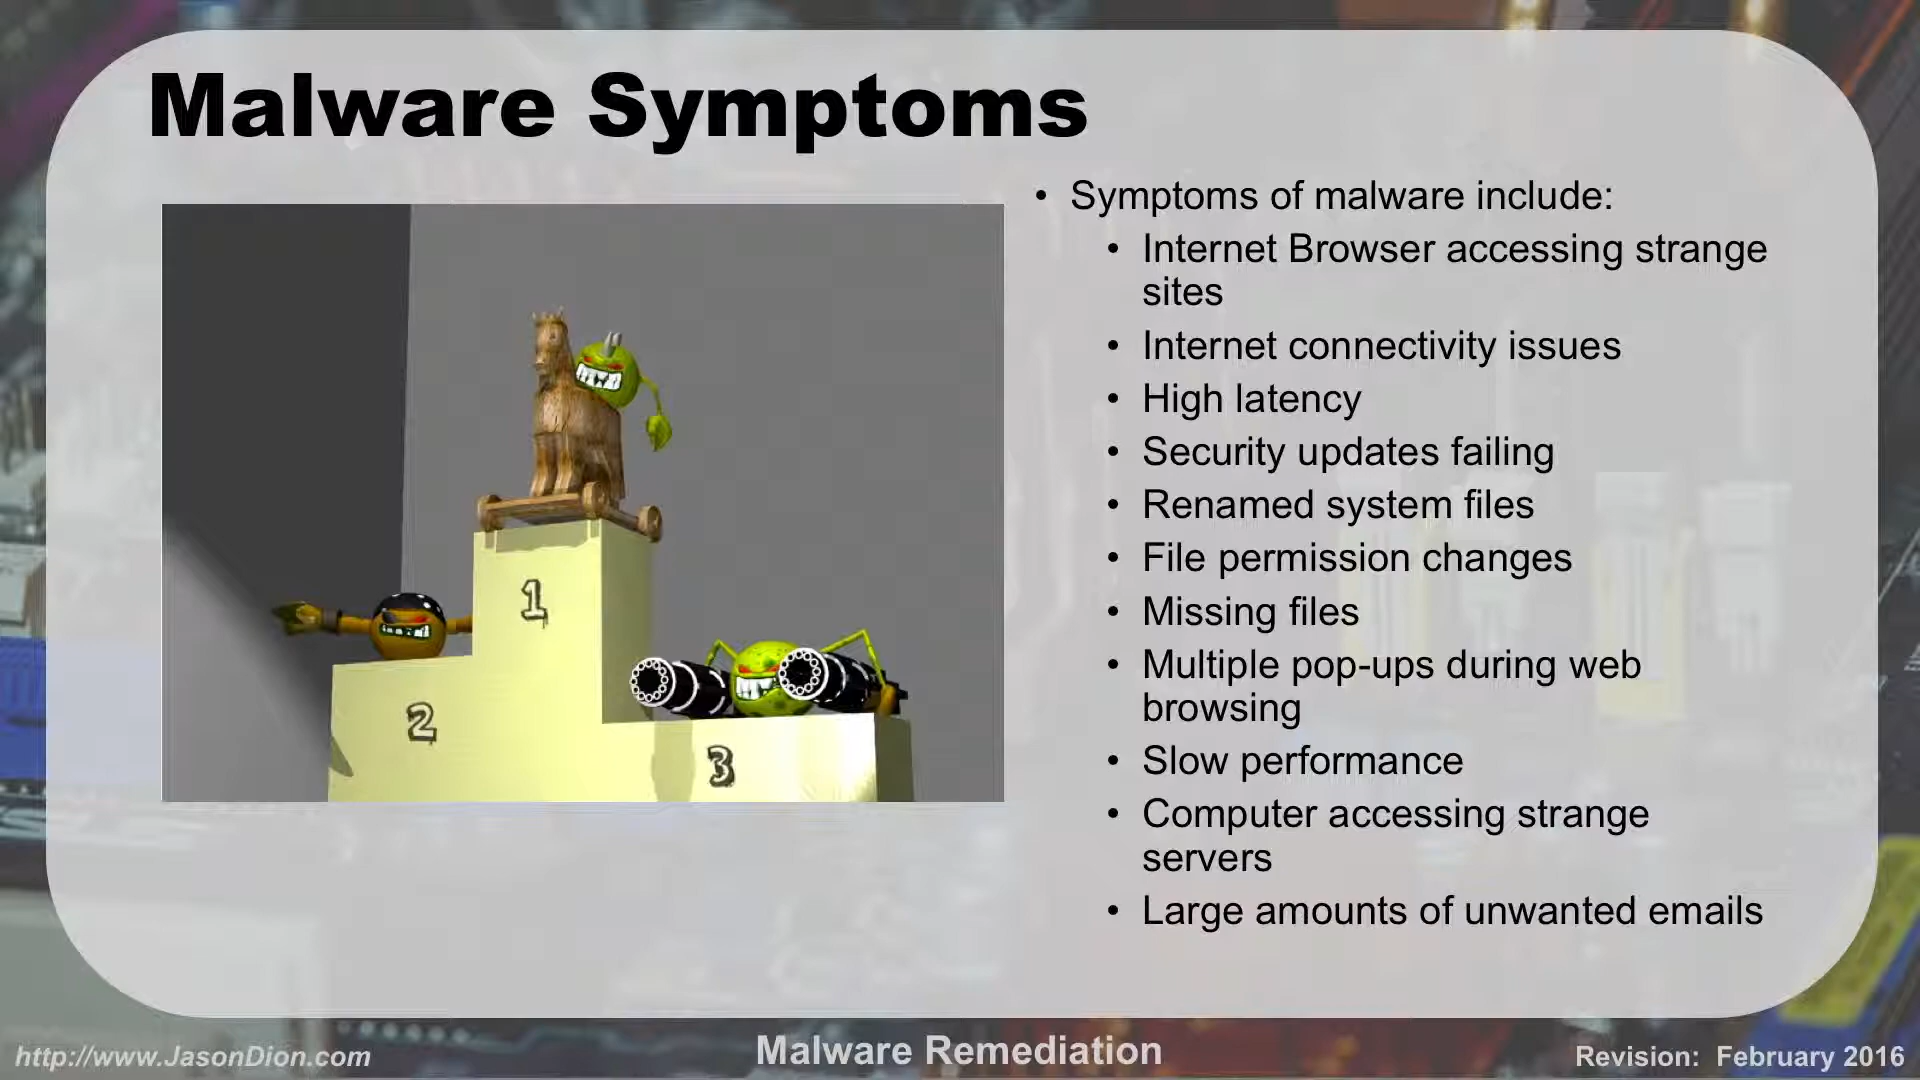 Malware Symptoms
• Symptoms of malware include:
• Internet Browser accessing strange
sites
• Internet connectivity issues
• High latency
• Security updates failing
• Renamed system files
• File permission changes
• Missing files
• Multiple pop-ups during web
browsing
• Slow performance
• Computer accessing strange
servers
• Large amounts of unwanted emails
1
2
3
http://www.JasonDion.com
Malware Remediation
Revision: February 2016